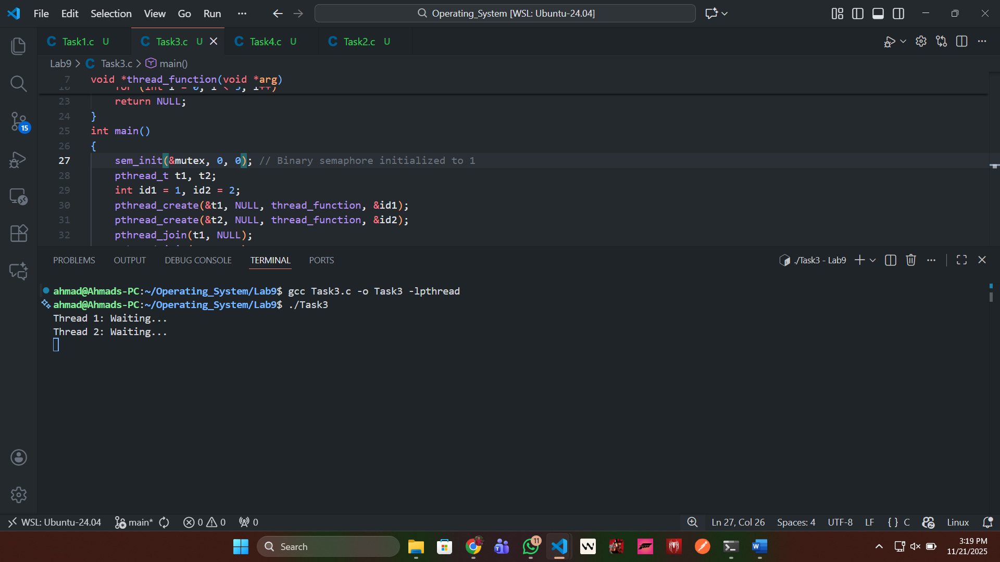 File Edit Selection View Go Run ··· Operating_System [WSL: Ubuntu-24.04]
Task1.c U Task3.c U Task4.c U Task2.c U
Lab9 > Task3.c > main()
7 void *thread_function(void *arg)
23 return NULL;
24 }
25 int main()
26 {
27 sem_init(&mutex, 0, 0); // Binary semaphore initialized to 1
28 pthread_t t1, t2;
29 int id1 = 1, id2 = 2;
30 pthread_create(&t1, NULL, thread_function, &id1);
31 pthread_create(&t2, NULL, thread_function, &id2);
32 pthread_join(t1, NULL);
15
PROBLEMS OUTPUT DEBUG CONSOLE TERMINAL PORTS ./Task3 - Lab9
ahmad@Ahmads-PC:~/Operating_System/Lab9$ gcc Task3.c -o Task3 -lpthread
ahmad@Ahmads-PC:~/Operating_System/Lab9$ ./Task3
Thread 1: Waiting...
Thread 2: Waiting...
WSL: Ubuntu-24.04 main* 0 0 0 Ln 27, Col 26 Spaces: 4 UTF-8 LF { } C Linux
Search 11 3:19 PM
11/21/2025